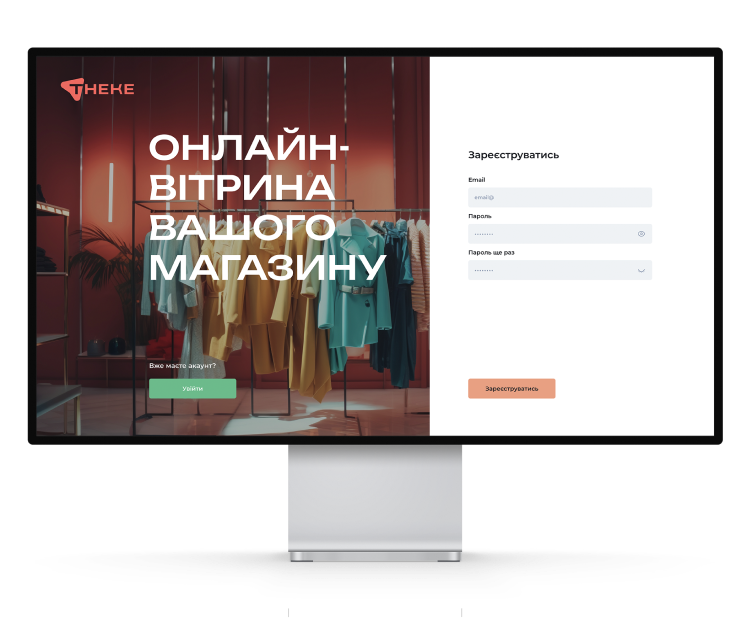 THEKE
ОНЛАЙН-
ВІТРИНА
ВАШОГО
МАГАЗИНУ
Вже маєте акаунт?
Увійти
Зареєструватись
Email
email@
Пароль
Пароль ще раз
Зареєструватись